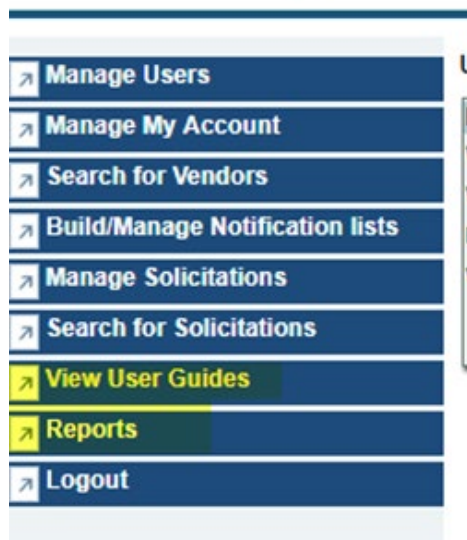 Manage Users
Manage My Account
Search for Vendors
Build/Manage Notification lists
Manage Solicitations
Search for Solicitations
View User Guides
Reports
Logout